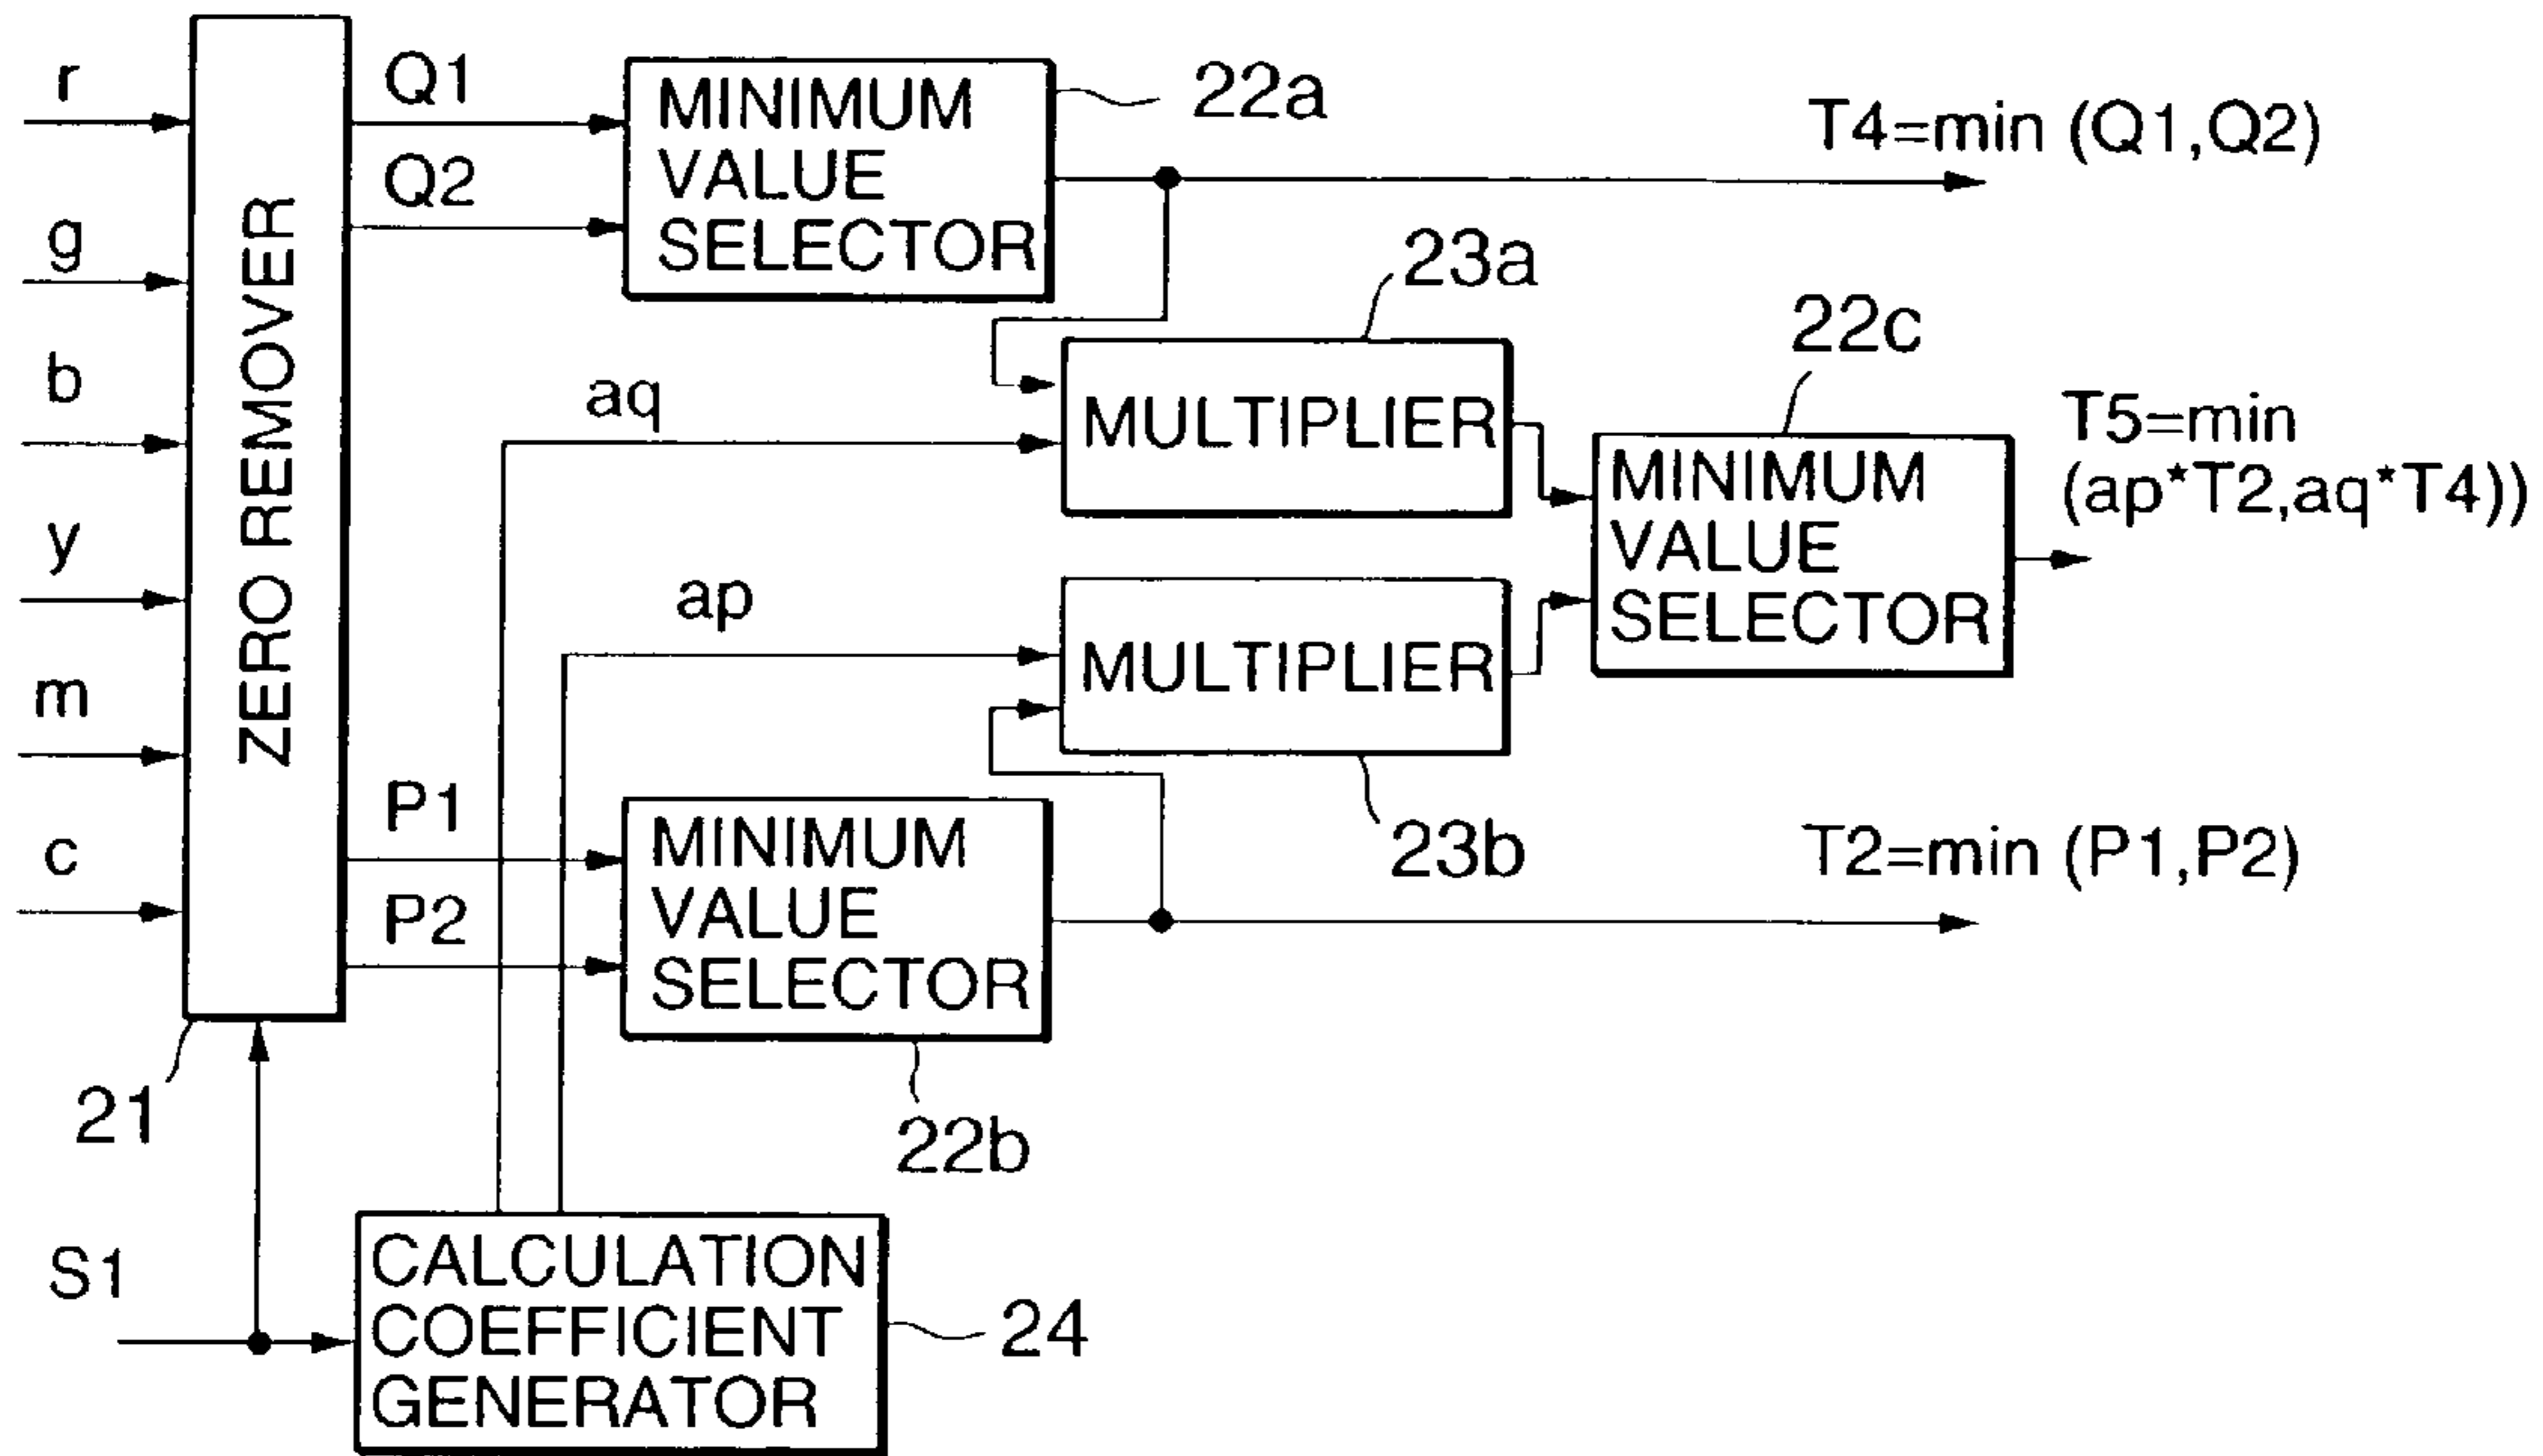 r
g
b
y
m
c
ZERO REMOVER
21
S1
Q1
Q2
P1
P2
MINIMUM
VALUE
SELECTOR
22a
T4=min (Q1,Q2)
aq
ap
23a
MULTIPLIER
MULTIPLIER
23b
22c
MINIMUM
VALUE
SELECTOR
T5=min
(ap*T2,aq*T4))
MINIMUM
VALUE
SELECTOR
22b
T2=min (P1,P2)
CALCULATION
COEFFICIENT
GENERATOR
24